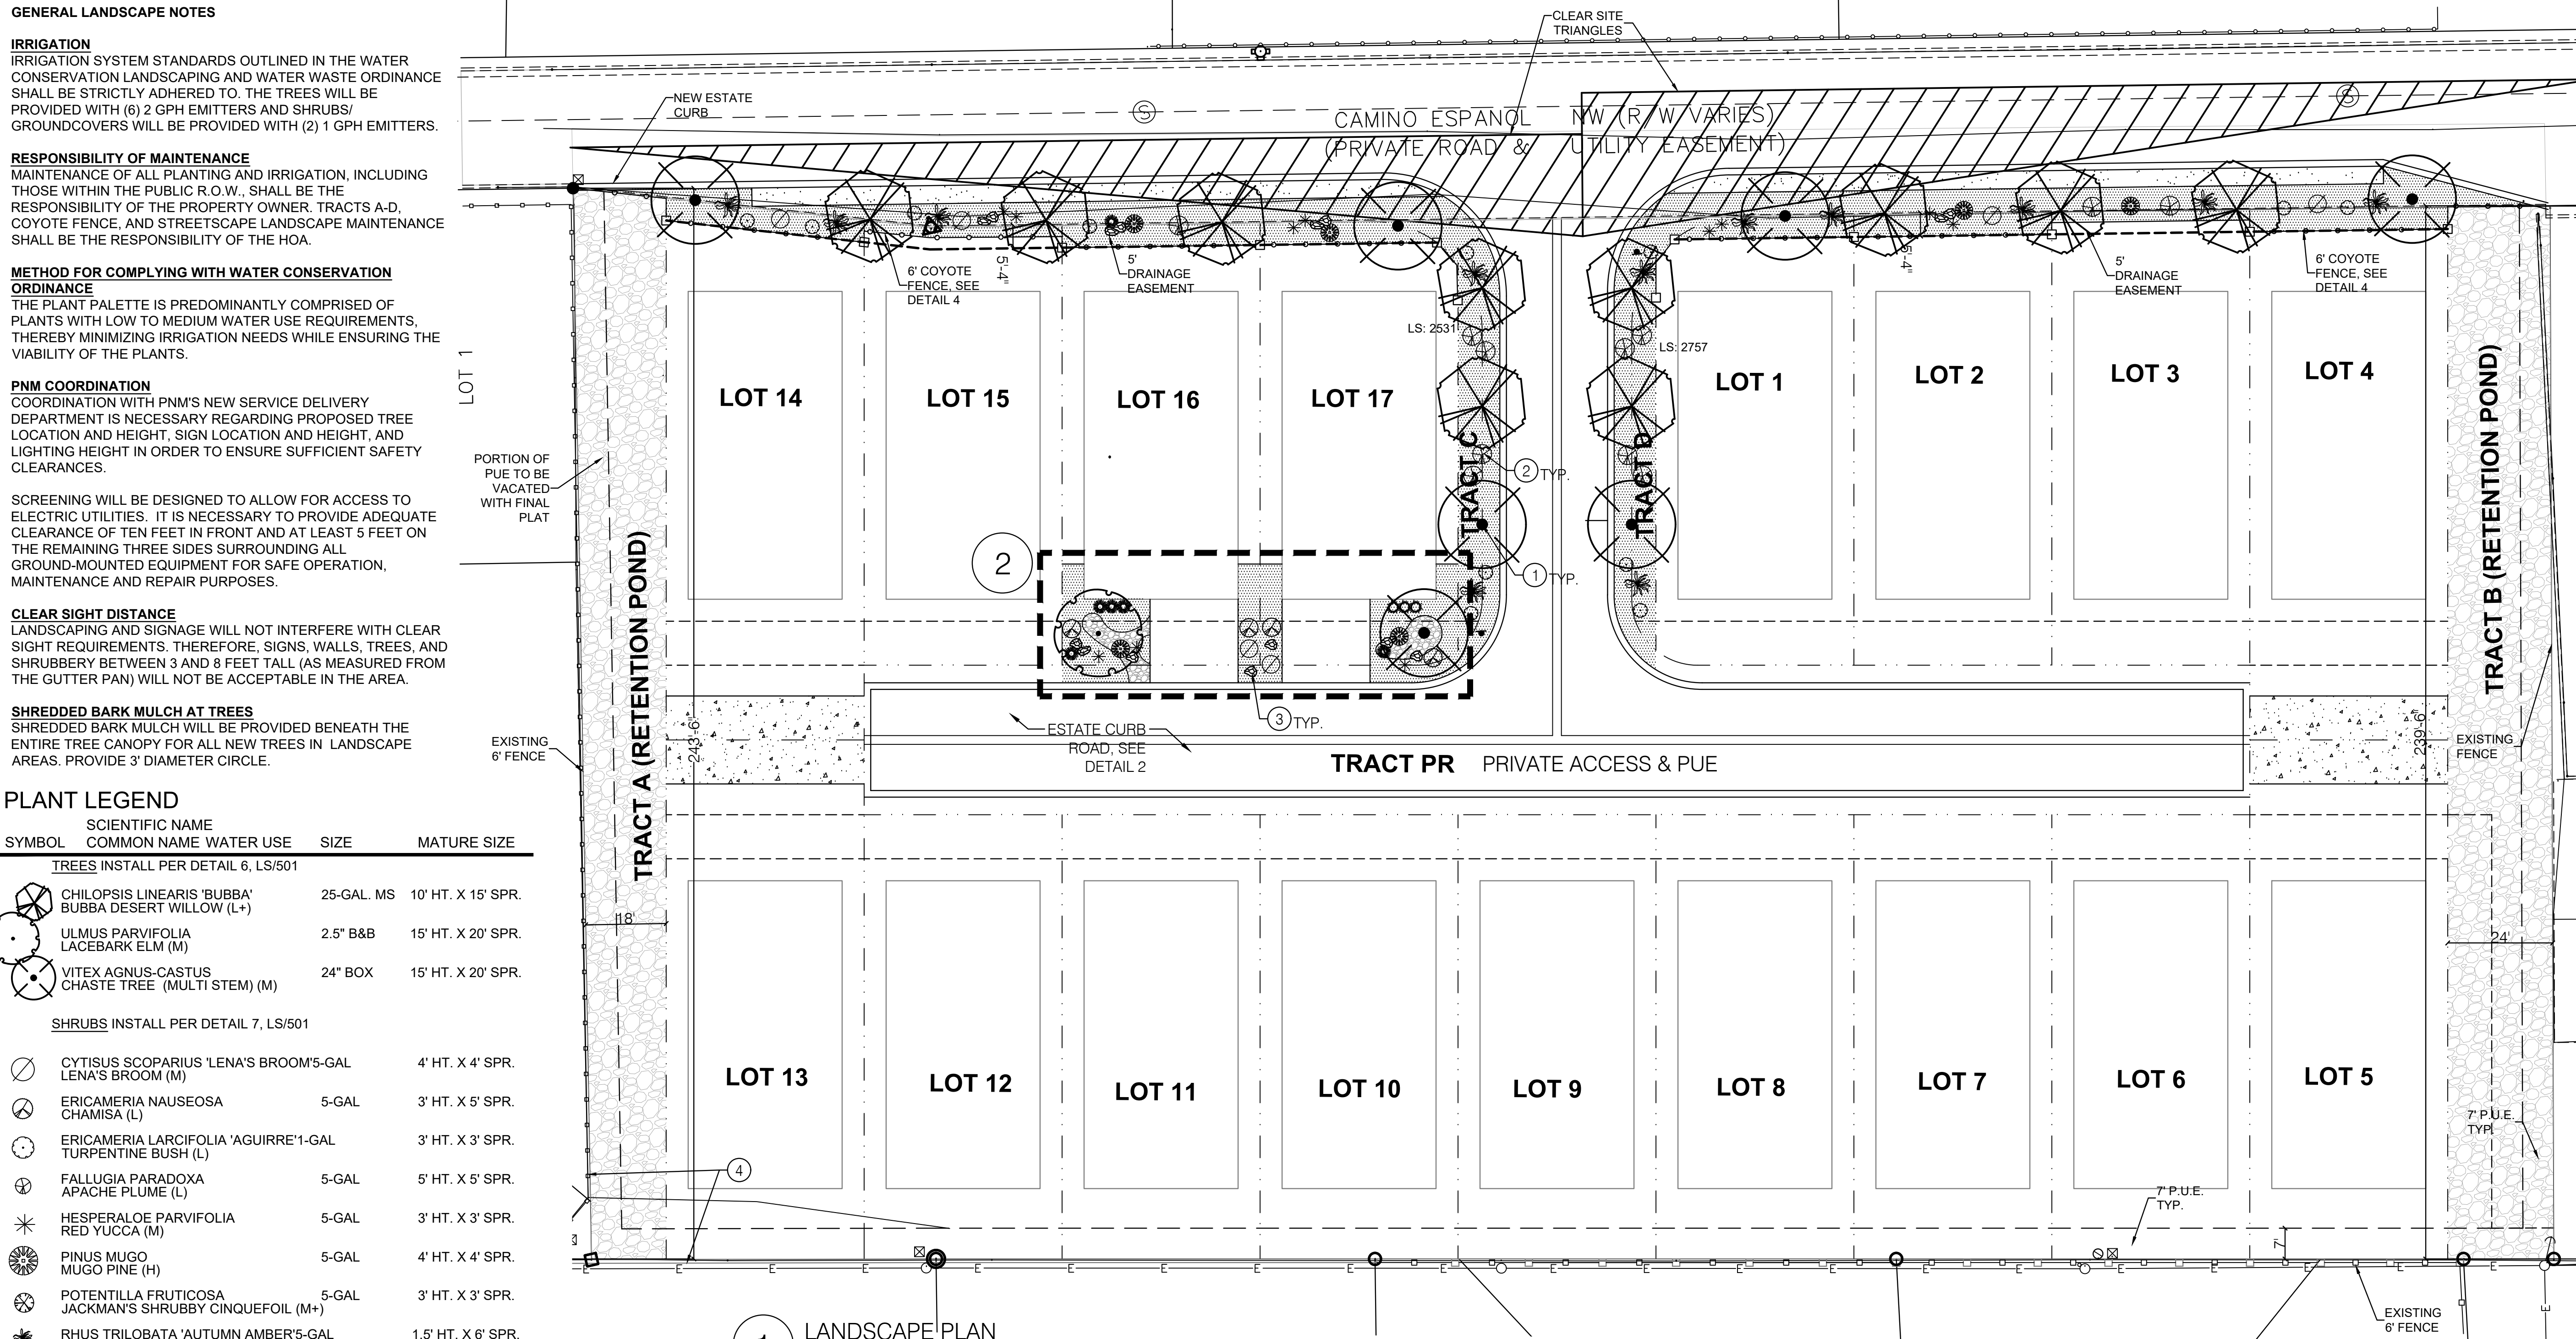 GENERAL LANDSCAPE NOTES
IRRIGATION
IRRIGATION SYSTEM STANDARDS OUTLINED IN THE WATER
CONSERVATION LANDSCAPING AND WATER WASTE ORDINANCE
SHALL BE STRICTLY ADHERED TO. THE TREES WILL BE
PROVIDED WITH (6) 2 GPH EMITTERS AND SHRUBS/
GROUNDCOVERS WILL BE PROVIDED WITH (2) 1 GPH EMITTERS.
RESPONSIBILITY OF MAINTENANCE
MAINTENANCE OF ALL PLANTING AND IRRIGATION, INCLUDING
THOSE WITHIN THE PUBLIC R.O.W., SHALL BE THE
RESPONSIBILITY OF THE PROPERTY OWNER. TRACTS A-D,
COYOTE FENCE, AND STREETSCAPE LANDSCAPE MAINTENANCE
SHALL BE THE RESPONSIBILITY OF THE HOA.
METHOD FOR COMPLYING WITH WATER CONSERVATION
ORDINANCE
THE PLANT PALETTE IS PREDOMINANTLY COMPRISED OF
PLANTS WITH LOW TO MEDIUM WATER USE REQUIREMENTS,
THEREBY MINIMIZING IRRIGATION NEEDS WHILE ENSURING THE
VIABILITY OF THE PLANTS.
PNM COORDINATION
COORDINATION WITH PNM'S NEW SERVICE DELIVERY
DEPARTMENT IS NECESSARY REGARDING PROPOSED TREE
LOCATION AND HEIGHT, SIGN LOCATION AND HEIGHT, AND
LIGHTING HEIGHT IN ORDER TO ENSURE SUFFICIENT SAFETY
CLEARANCES.
SCREENING WILL BE DESIGNED TO ALLOW FOR ACCESS TO
ELECTRIC UTILITIES. IT IS NECESSARY TO PROVIDE ADEQUATE
CLEARANCE OF TEN FEET IN FRONT AND AT LEAST 5 FEET ON
THE REMAINING THREE SIDES SURROUNDING ALL
GROUND-MOUNTED EQUIPMENT FOR SAFE OPERATION,
MAINTENANCE AND REPAIR PURPOSES.
CLEAR SIGHT DISTANCE
LANDSCAPING AND SIGNAGE WILL NOT INTERFERE WITH CLEAR
SIGHT REQUIREMENTS. THEREFORE, SIGNS, WALLS, TREES, AND
SHRUBBERY BETWEEN 3 AND 8 FEET TALL (AS MEASURED FROM
THE GUTTER PAN) WILL NOT BE ACCEPTABLE IN THE AREA.
SHREDDED BARK MULCH AT TREES
SHREDDED BARK MULCH WILL BE PROVIDED BENEATH THE
ENTIRE TREE CANOPY FOR ALL NEW TREES IN LANDSCAPE
AREAS. PROVIDE 3' DIAMETER CIRCLE.
PLANT LEGEND
SCIENTIFIC NAME
SYMBOL COMMON NAME WATER USE SIZE MATURE SIZE
TREES INSTALL PER DETAIL 6, LS/501
CHILOPSIS LINEARIS 'BUBBA' 25-GAL. MS 10' HT. X 15' SPR.
BUBBA DESERT WILLOW (L+)
ULMUS PARVIFOLIA 2.5" B&B 15' HT. X 20' SPR.
LACEBARK ELM (M)
VITEX AGNUS-CASTUS 24" BOX 15' HT. X 20' SPR.
CHASTE TREE (MULTI STEM) (M)
SHRUBS INSTALL PER DETAIL 7, LS/501
CYTISUS SCOPARIUS 'LENA'S BROOM'5-GAL 4' HT. X 4' SPR.
LENA'S BROOM (M)
ERICAMERIA NAUSEOSA 5-GAL 3' HT. X 5' SPR.
CHAMISA (L)
ERICAMERIA LARCIFOLIA 'AGUIRRE'1-GAL 3' HT. X 3' SPR.
TURPENTINE BUSH (L)
FALLUGIA PARADOXA 5-GAL 5' HT. X 5' SPR.
APACHE PLUME (L)
HESPERALOE PARVIFOLIA 5-GAL 3' HT. X 3' SPR.
RED YUCCA (M)
PINUS MUGO 5-GAL 4' HT. X 4' SPR.
MUGO PINE (H)
POTENTILLA FRUTICOSA 5-GAL 3' HT. X 3' SPR.
JACKMAN'S SHRUBBY CINQUEFOIL (M+)
RHUS TRILOBATA 'AUTUMN AMBER'5-GAL 1.5' HT. X 6' SPR.
CLEAR SITE
TRIANGLES
NEW ESTATE
CURB
S
S
CAMINO ESPANOL NW (R/W VARIES)
(PRIVATE ROAD & UTILITY EASEMENT)
6' COYOTE
FENCE, SEE
DETAIL 4
5'-4"
5'
DRAINAGE
EASEMENT
5'-4"
5'
DRAINAGE
EASEMENT
6' COYOTE
FENCE, SEE
DETAIL 4
LS: 2531
LS: 2757
LOT 1
LOT 14
LOT 15
LOT 16
LOT 17
LOT 1
LOT 2
LOT 3
LOT 4
TRACT C
TRACT D
2 TYP.
1 TYP.
3 TYP.
2
PORTION OF
PUE TO BE
VACATED
WITH FINAL
PLAT
TRACT A (RETENTION POND)
TRACT B (RETENTION POND)
EXISTING
6' FENCE
243'-6"
ESTATE CURB
ROAD, SEE
DETAIL 2
TRACT PR PRIVATE ACCESS & PUE
239'-6"
EXISTING
FENCE
18'
24'
LOT 13
LOT 12
LOT 11
LOT 10
LOT 9
LOT 8
LOT 7
LOT 6
LOT 5
7' P.U.E.
TYP.
4
7' P.U.E.
TYP.
7'
E E E E E E E E E E E E E E E E E E E E E
EXISTING
6' FENCE
LANDSCAPE PLAN